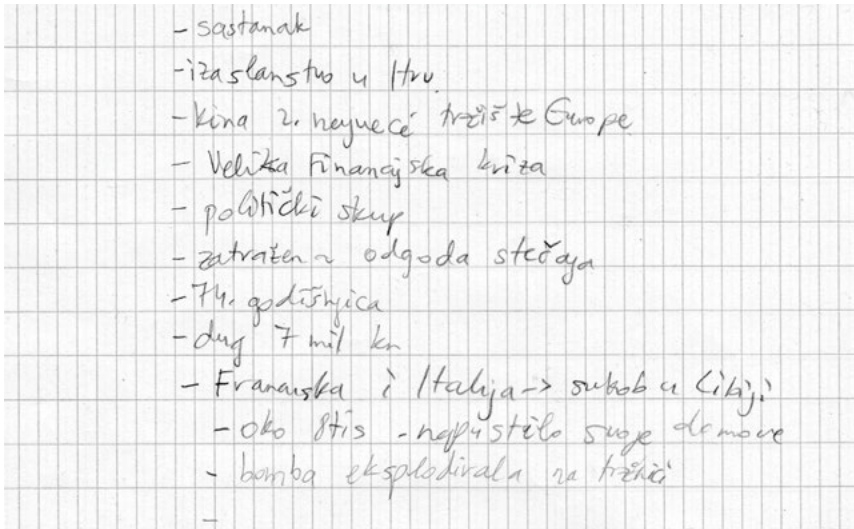 - sastanak
- izaslanstvo u Hrv.
- kina 2. najveće tržište Europe
- Velika Financijska kriza
- politički skup
- zatražena odgoda stečaja
- 74. godišnjica
- dug 7 mil kn
- Francuska i Italija -> sukob u Libiji
- oko 8tis - napustilo svoje domove
- bomba eksplodirala na tržnici
-